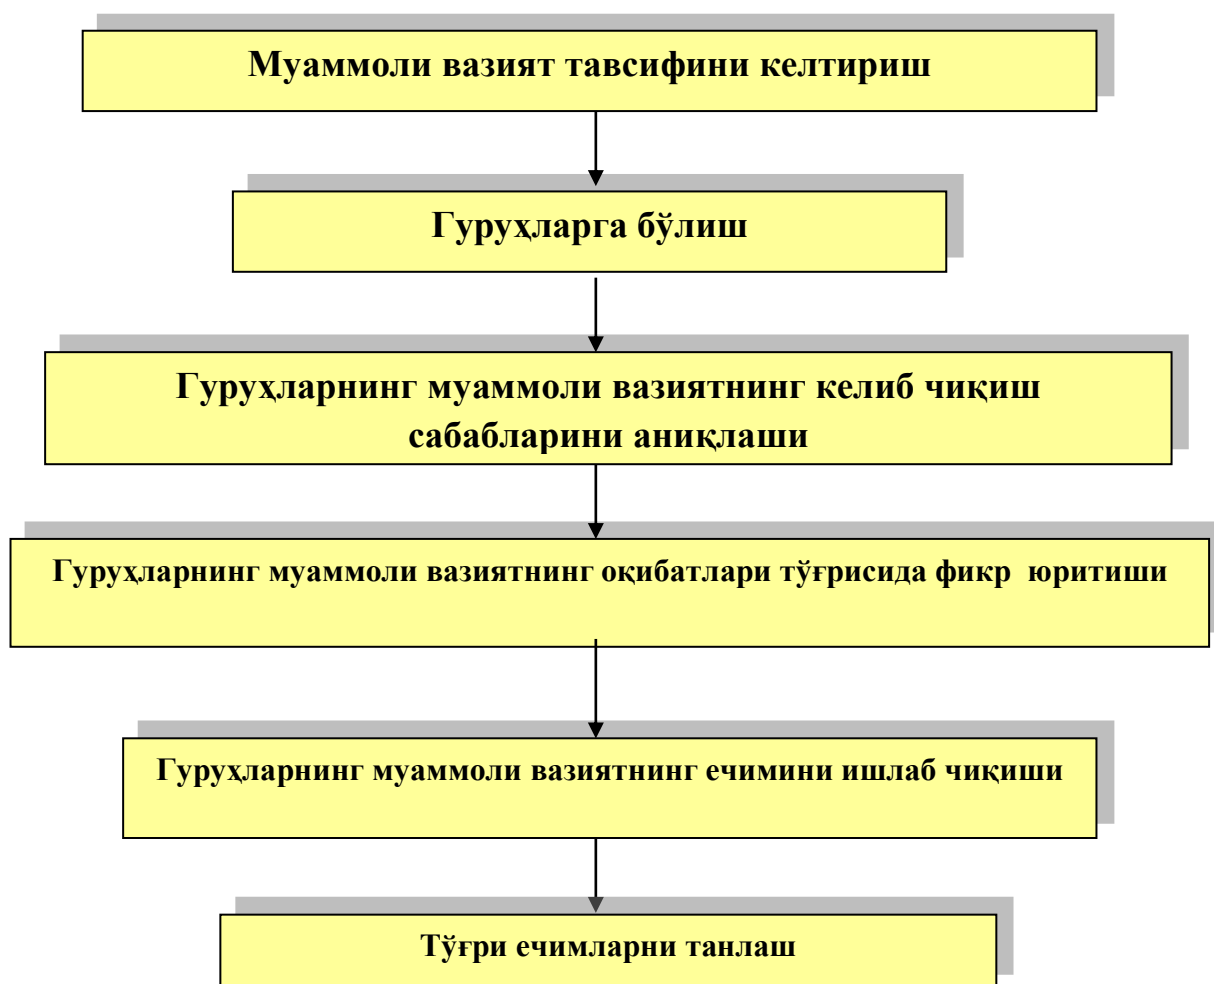 Муаммоли вазият тавсифини келтириш
Гуруҳларга бўлиш
Гуруҳларнинг муаммоли вазиятнинг келиб чиқиш
сабабларини аниқлаши
Гуруҳларнинг муаммоли вазиятнинг оқибатлари тўғрисида фикр юритиши
Гуруҳларнинг муаммоли вазиятнинг ечимини ишлаб чиқиши
Тўғри ечимларни танлаш